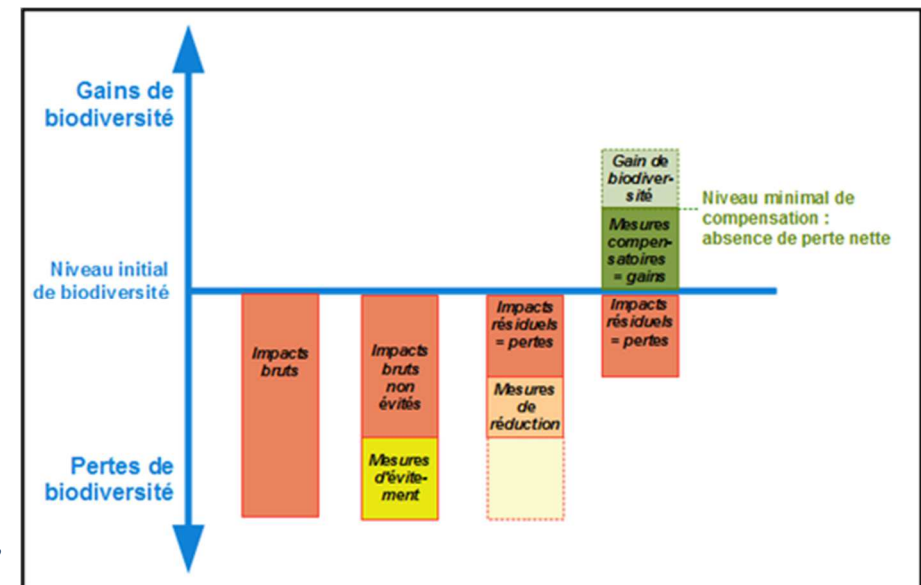 Gains de
biodiversité
Niveau initial
de biodiversité
Pertes de
biodiversité
Impacts
bruts
Impacts
bruts
non
évités
Mesures
d'évite-
ment
Impacts
résiduels
= pertes
Mesures
de
réduction
Gain de
biodiver-
sité
Mesures
compen-
satoires
= gains
Impacts
résiduels
= pertes
Niveau minimal de
compensation :
absence de perte nette